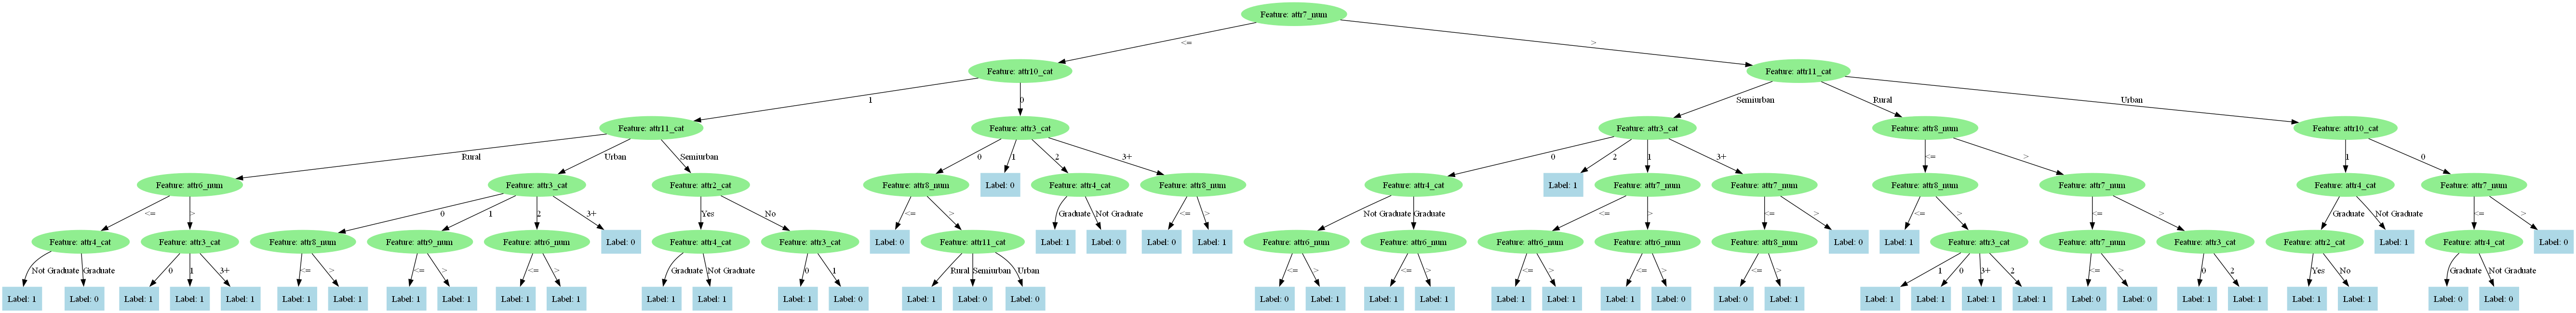 Feature: attr7_num
<= >
Feature: attr10_cat Feature: attr11_cat
1 0 Semiurban Rural Urban
Feature: attr11_cat Feature: attr3_cat Feature: attr3_cat Feature: attr8_num Feature: attr10_cat
Rural Urban Semiurban 0 1 2 3+ 0 2 1 3+ <= > 1 0
Feature: attr6_num Feature: attr3_cat Feature: attr2_cat Feature: attr8_num Label: 0 Feature: attr4_cat Feature: attr8_num Feature: attr4_cat Label: 1 Feature: attr7_num Feature: attr7_num Feature: attr8_num Feature: attr7_num Feature: attr4_cat Feature: attr7_num
<= > 0 1 2 3+ Yes No <= > Graduate Not Graduate <= > Not Graduate Graduate <= > <= > <= > <= > Graduate Not Graduate <= >
Feature: attr4_cat Feature: attr3_cat Feature: attr8_num Feature: attr9_num Feature: attr6_num Label: 0 Feature: attr4_cat Feature: attr3_cat Label: 0 Feature: attr11_cat Label: 1 Label: 0 Label: 0 Label: 1 Feature: attr6_num Feature: attr6_num Feature: attr6_num Feature: attr6_num Feature: attr8_num Label: 0 Label: 1 Feature: attr3_cat Feature: attr7_num Feature: attr3_cat Feature: attr2_cat Label: 1 Feature: attr4_cat Label: 0
Not Graduate Graduate 0 1 3+ <= > <= > <= > Graduate Not Graduate 0 1 Rural Semiurban Urban <= > <= > <= > <= > <= > 1 0 3+ 2 <= > 0 2 Yes No Graduate Not Graduate
Label: 1 Label: 0 Label: 1 Label: 1 Label: 1 Label: 1 Label: 1 Label: 1 Label: 1 Label: 1 Label: 1 Label: 1 Label: 1 Label: 1 Label: 0 Label: 1 Label: 0 Label: 0 Label: 0 Label: 1 Label: 1 Label: 1 Label: 1 Label: 1 Label: 1 Label: 0 Label: 0 Label: 1 Label: 1 Label: 1 Label: 1 Label: 1 Label: 0 Label: 0 Label: 1 Label: 1 Label: 1 Label: 1 Label: 0 Label: 0